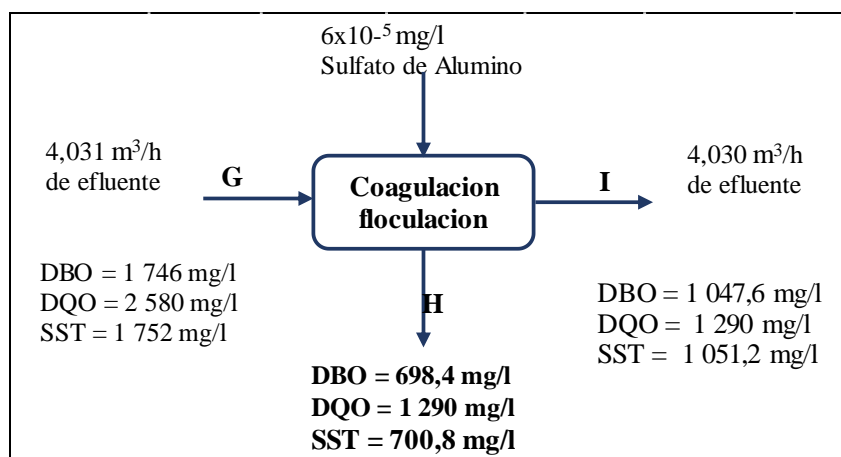 6x10-⁵ mg/l
Sulfato de Alumino
4,031 m³/h
de efluente
G
Coagulacion
floculacion
I
4,030 m³/h
de efluente
DBO = 1 746 mg/l
DQO = 2 580 mg/l
SST = 1 752 mg/l
H
DBO = 1 047,6 mg/l
DQO = 1 290 mg/l
SST = 1 051,2 mg/l
DBO = 698,4 mg/l
DQO = 1 290 mg/l
SST = 700,8 mg/l